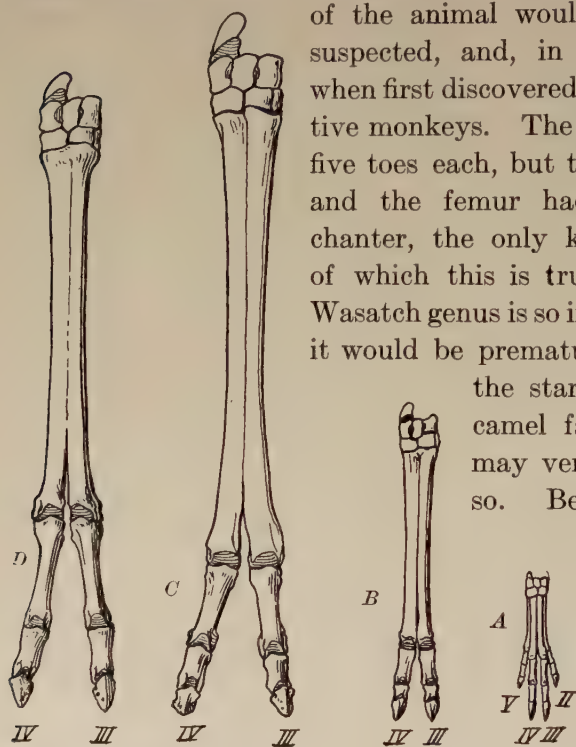 of the animal woul
suspected, and, in
when first discovered
tive monkeys. The
five toes each, but t
and the femur ha
chanter, the only k
of which this is tru
Wasatch genus is so i
it would be prematu
the star
camel fa
may ver
so. Be
D
C
B
A
V II
IV III IV III IV III IV III